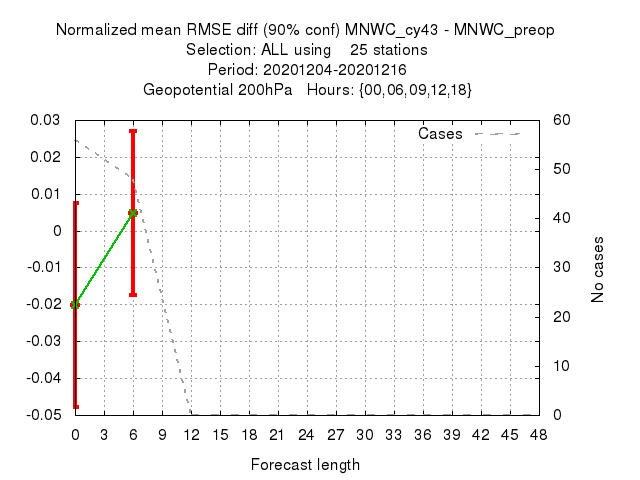 Normalized mean RMSE diff (90% conf) MNWC_cy43 - MNWC_preop
Selection: ALL using    25 stations
Period: 20201204-20201216
Geopotential 200hPa   Hours: {00,06,09,12,18}
Cases
0.03
0.02
0.01
0
-0.01
-0.02
-0.03
-0.04
-0.05
60
50
40
30
20
10
0
No cases
0 3 6 9 12 15 18 21 24 27 30 33 36 39 42 45 48
Forecast length